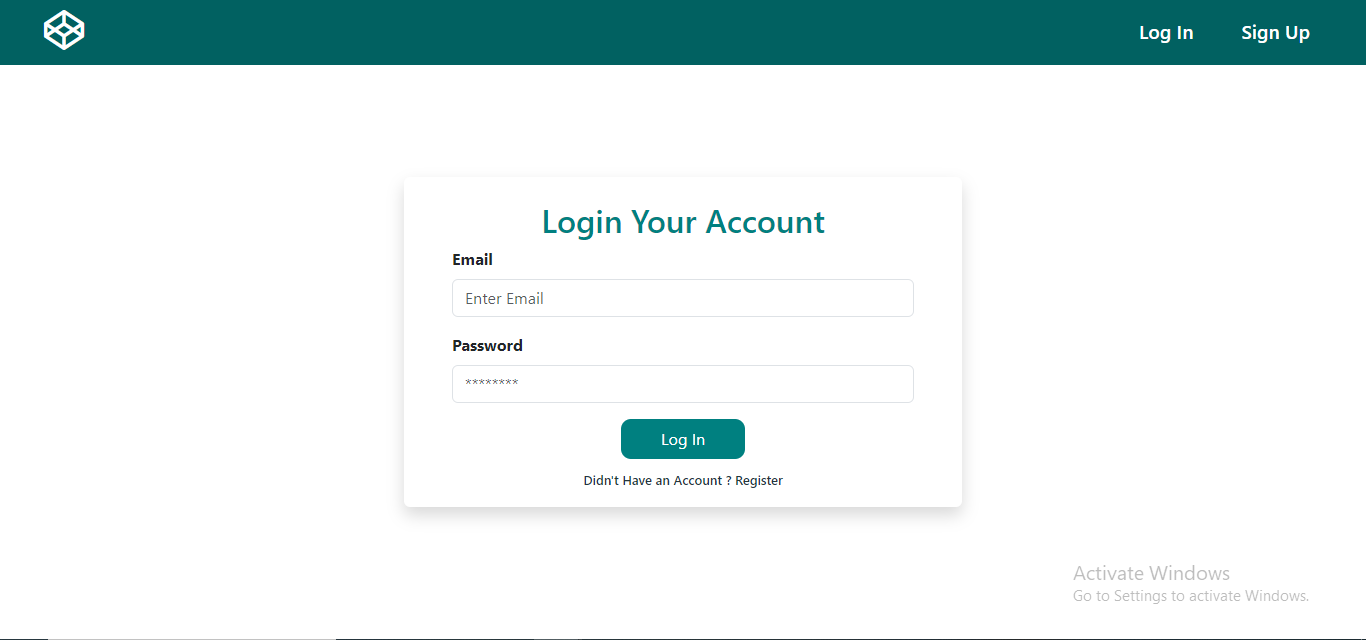 Log In Sign Up
Login Your Account
Email
Enter Email
Password
********
Log In
Didn't Have an Account ? Register
Activate Windows
Go to Settings to activate Windows.